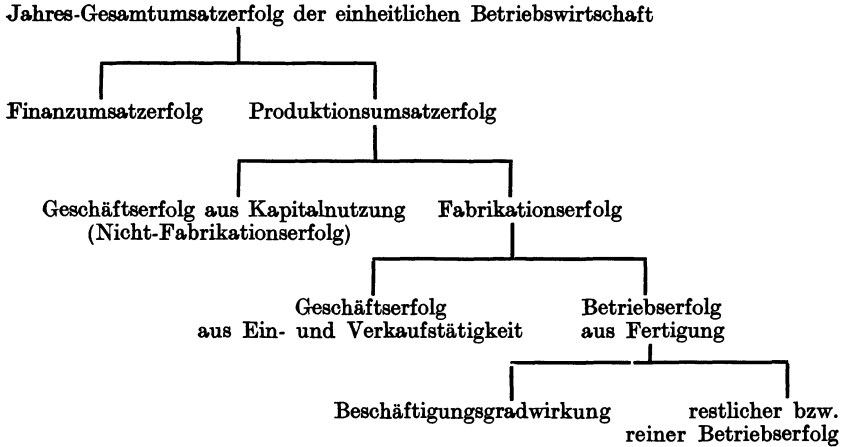 Jahres-Gesamtumsatzerfolg der einheitlichen Betriebswirtschaft
Finanzumsatzerfolg Produktionsumsatzerfolg
Geschäftserfolg aus Kapitalnutzung Fabrikationserfolg
(Nicht-Fabrikationserfolg)
Geschäftserfolg Betriebserfolg
aus Ein- und Verkaufstätigkeit aus Fertigung
Beschäftigungsgradwirkung restlicher bzw.
reiner Betriebserfolg